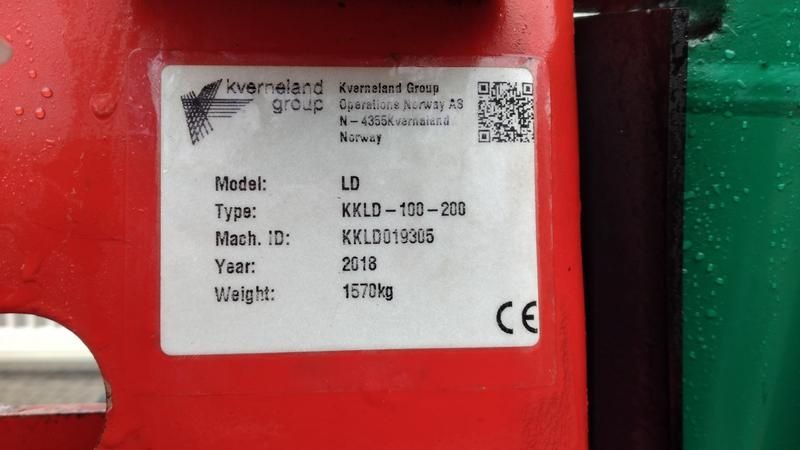 kverneland
group
Kverneland Group
Operations Norway AS
N-4355Kvernaland
Norway
Model: LD
Type: KKLD-100-200
Mach. ID: KKLD019305
Year: 2018
Weight: 1570kg
CE